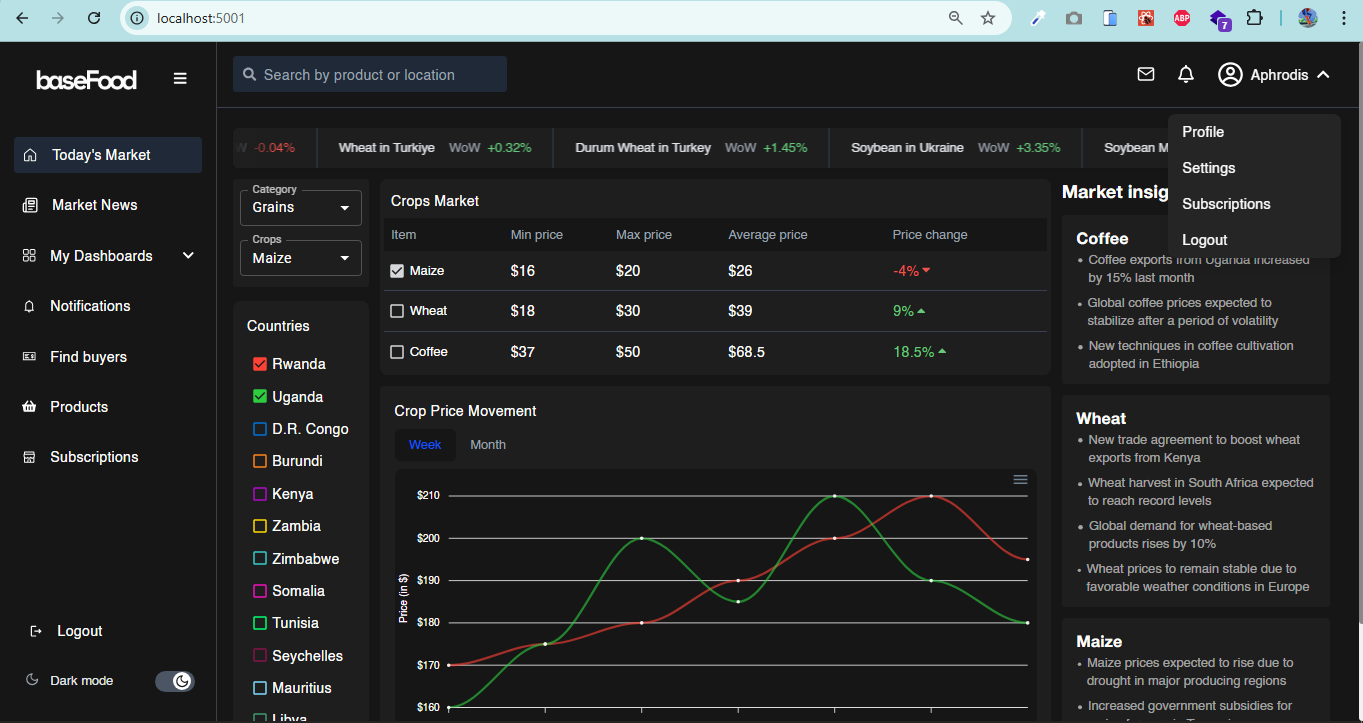 localhost:5001
ABP
7
baseFood
Search by product or location
Aphrodis
Today's Market
Market News
My Dashboards
Notifications
Find buyers
Products
Subscriptions
Logout
Dark mode
W -0.04%
Wheat in Turkiye WoW +0.32%
Durum Wheat in Turkey WoW +1.45%
Soybean in Ukraine WoW +3.35%
Soybean M
Profile
Settings
Subscriptions
Logout
Category
Grains
Crops
Maize
Countries
Rwanda
Uganda
D.R. Congo
Burundi
Kenya
Zambia
Zimbabwe
Somalia
Tunisia
Seychelles
Mauritius
Libya
Crops Market
Item Min price Max price Average price Price change
Maize $16 $20 $26 -4%
Wheat $18 $30 $39 9%
Coffee $37 $50 $68.5 18.5%
Crop Price Movement
Week Month
$210
$200
$190
$180
$170
$160
Price (in $)
Market insig
Coffee
• Coffee exports from Uganda increased
by 15% last month
• Global coffee prices expected to
stabilize after a period of volatility
• New techniques in coffee cultivation
adopted in Ethiopia
Wheat
• New trade agreement to boost wheat
exports from Kenya
• Wheat harvest in South Africa expected
to reach record levels
• Global demand for wheat-based
products rises by 10%
• Wheat prices to remain stable due to
favorable weather conditions in Europe
Maize
• Maize prices expected to rise due to
drought in major producing regions
• Increased government subsidies for